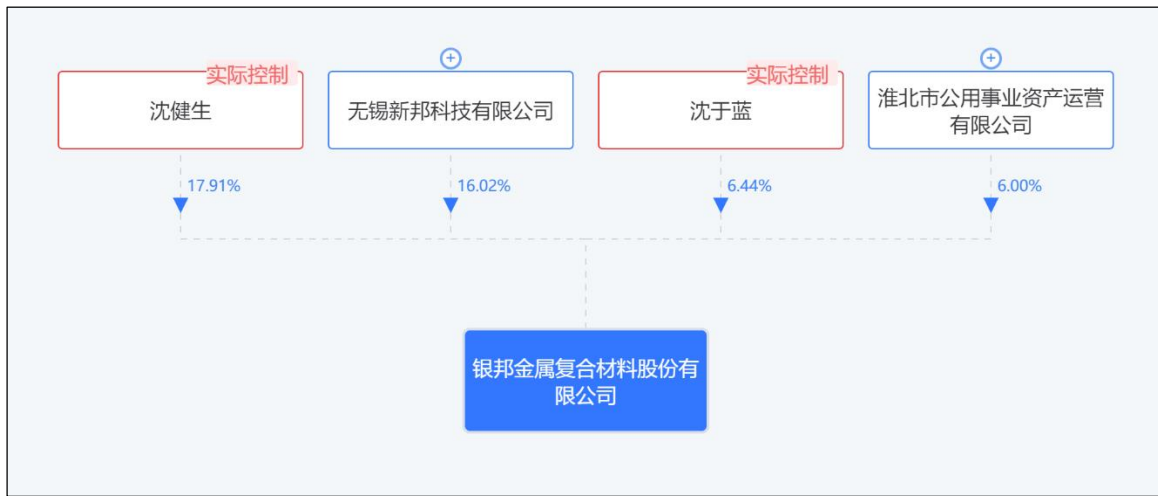 实际控制
实际控制
沈健生
无锡新邦科技有限公司
沈于蓝
淮北市公用事业资产运营
有限公司
17.91%
16.02%
6.44%
6.00%
银邦金属复合材料股份有
限公司